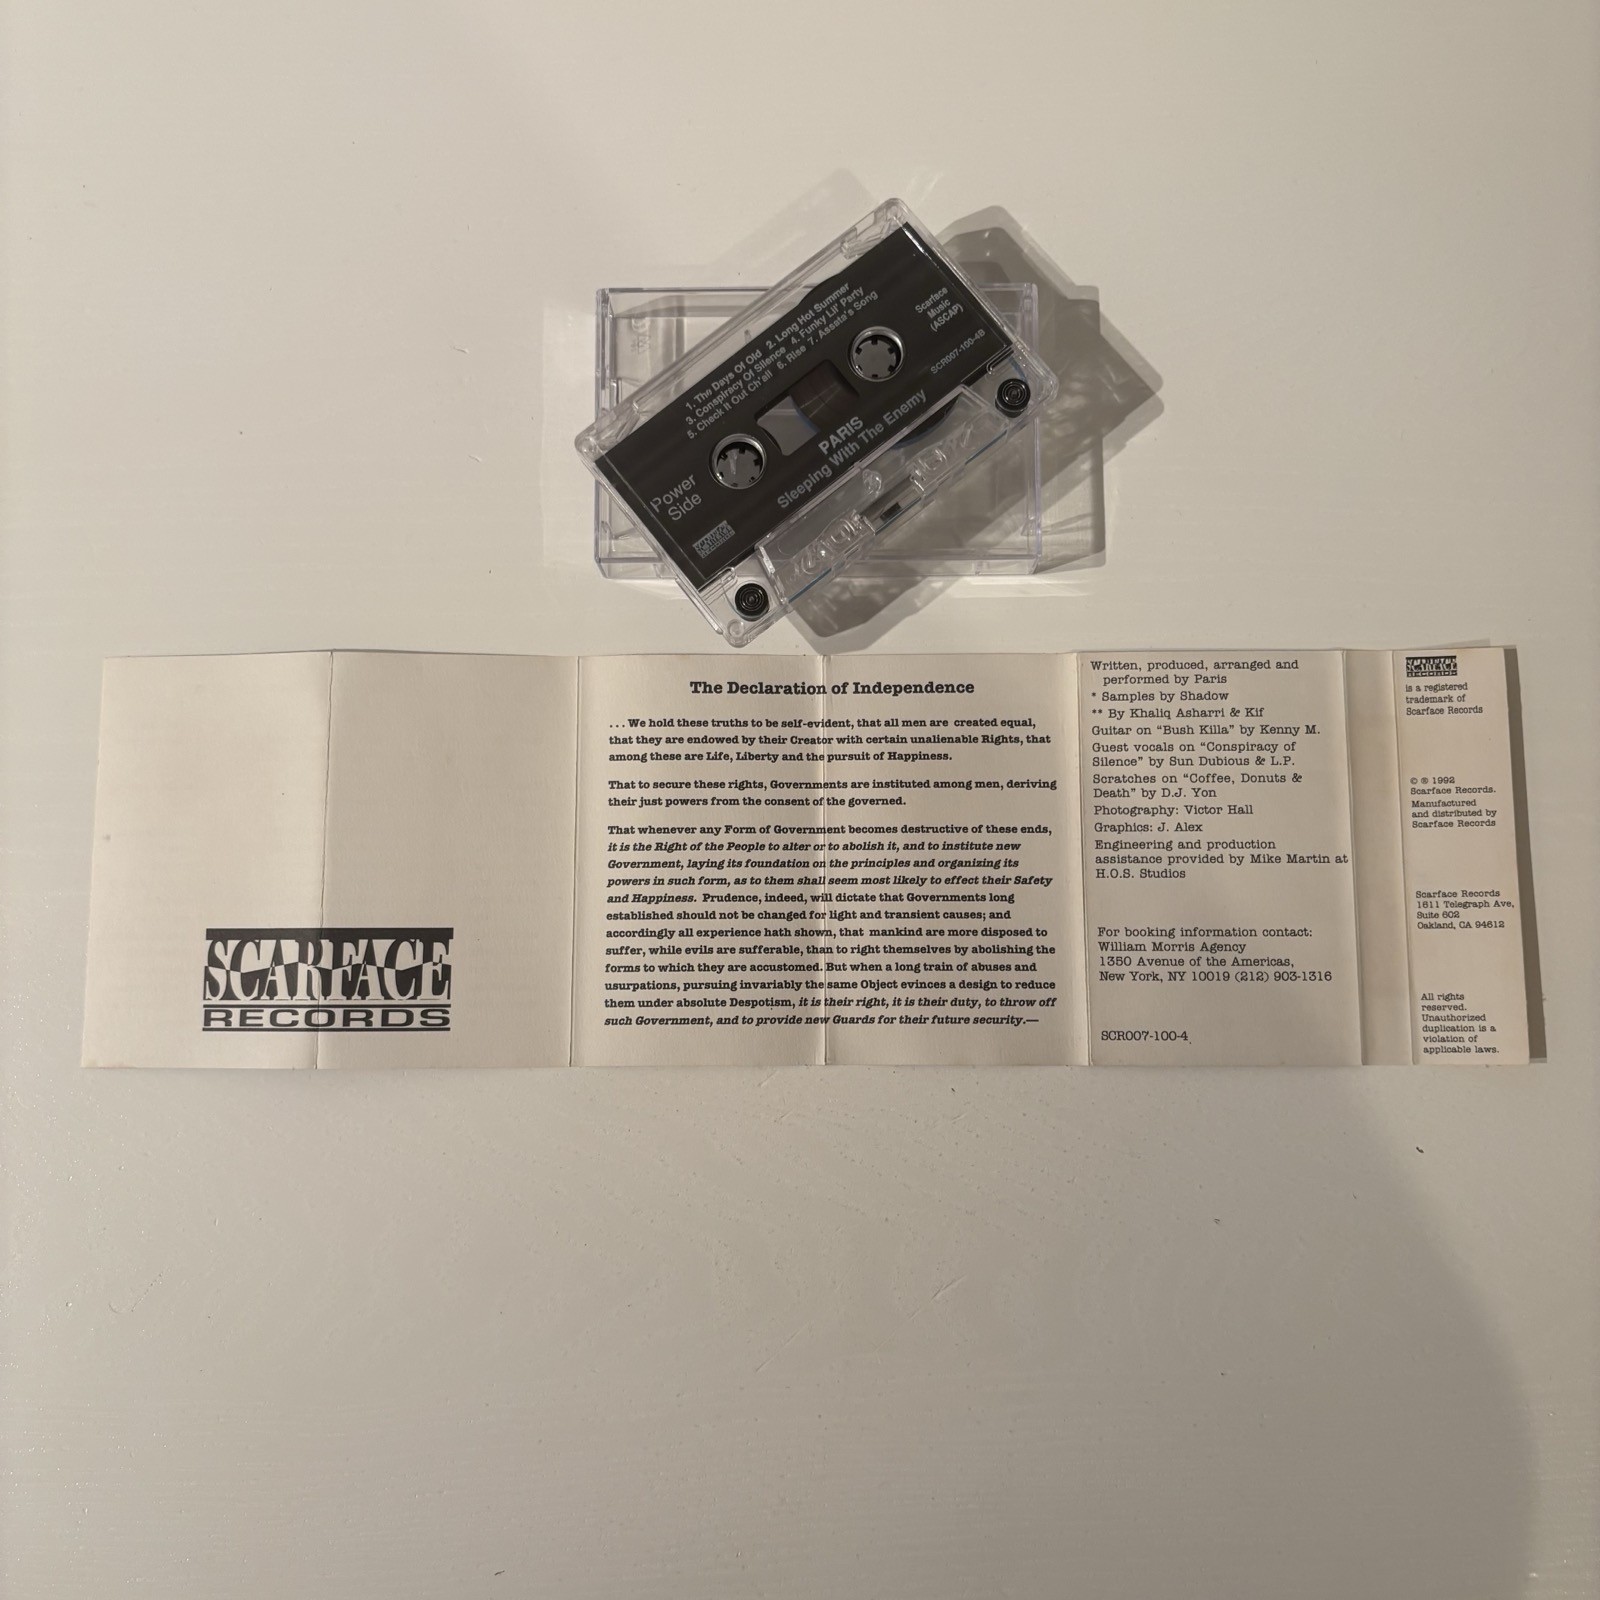 1. The Days Of Old 2. Long Hot Summer
3. Conspiracy Of Silence 4. Funky Lil' Party
5. Check It Out Ch'all 6. Rise 7. Assata's Song
Scarface
Music
(ASCAP)
SCR007-100-4B
PARIS
Sleeping With The Enemy
Power
Side
SCARFACE
RECORDS
SCARFACE
RECORDS
The Declaration of Independence
. . . We hold these truths to be self-evident, that all men are created equal,
that they are endowed by their Creator with certain unalienable Rights, that
among these are Life, Liberty and the pursuit of Happiness.
That to secure these rights, Governments are instituted among men, deriving
their just powers from the consent of the governed.
That whenever any Form of Government becomes destructive of these ends,
it is the Right of the People to alter or to abolish it, and to institute new
Government, laying its foundation on the principles and organizing its
powers in such form, as to them shall seem most likely to effect their Safety
and Happiness. Prudence, indeed, will dictate that Governments long
established should not be changed for light and transient causes; and
accordingly all experience hath shown, that mankind are more disposed to
suffer, while evils are sufferable, than to right themselves by abolishing the
forms to which they are accustomed. But when a long train of abuses and
usurpations, pursuing invariably the same Object evinces a design to reduce
them under absolute Despotism, it is their right, it is their duty, to throw off
such Government, and to provide new Guards for their future security.—
Written, produced, arranged and
performed by Paris
* Samples by Shadow
** By Khaliq Asharri & Kif
Guitar on “Bush Killa” by Kenny M.
Guest vocals on “Conspiracy of
Silence” by Sun Dubious & L.P.
Scratches on “Coffee, Donuts &
Death” by D.J. Yon
Photography: Victor Hall
Graphics: J. Alex
Engineering and production
assistance provided by Mike Martin at
H.O.S. Studios
For booking information contact:
William Morris Agency
1350 Avenue of the Americas,
New York, NY 10019 (212) 903-1316
SCR007-100-4
SCARFACE
RECORDS
is a registered
trademark of
Scarface Records
© ℗ 1992
Scarface Records.
Manufactured
and distributed by
Scarface Records
Scarface Records
1611 Telegraph Ave,
Suite 602
Oakland, CA 94612
All rights
reserved.
Unauthorized
duplication is a
violation of
applicable laws.